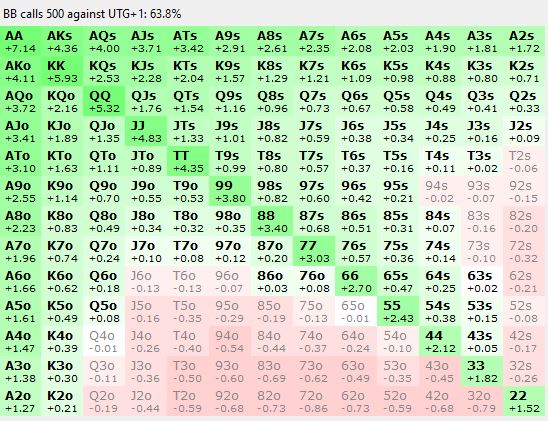 BB calls 500 against UTG+1: 63.8%
AA AKs AQs AJs ATs A9s A8s A7s A6s A5s A4s A3s A2s
+7.14 +4.36 +4.00 +3.71 +3.42 +2.91 +2.61 +2.35 +2.08 +2.03 +1.90 +1.81 +1.72
AKo KK KQs KJs KTs K9s K8s K7s K6s K5s K4s K3s K2s
+4.11 +5.93 +2.53 +2.28 +2.04 +1.57 +1.29 +1.21 +1.09 +0.98 +0.88 +0.80 +0.71
AQo KQo QQ QJs QTs Q9s Q8s Q7s Q6s Q5s Q4s Q3s Q2s
+3.72 +2.16 +5.32 +1.76 +1.54 +1.16 +0.96 +0.73 +0.67 +0.58 +0.49 +0.41 +0.33
AJo KJo QJo JJ JTs J9s J8s J7s J6s J5s J4s J3s J2s
+3.41 +1.89 +1.35 +4.83 +1.33 +1.01 +0.82 +0.59 +0.38 +0.34 +0.25 +0.16 +0.09
ATo KTo QTo JTo TT T9s T8s T7s T6s T5s T4s T3s T2s
+3.10 +1.63 +1.11 +0.89 +4.35 +0.99 +0.80 +0.57 +0.37 +0.16 +0.11 +0.02 -0.06
A9o K9o Q9o J9o T9o 99 98s 97s 96s 95s 94s 93s 92s
+2.55 +1.14 +0.70 +0.55 +0.53 +3.80 +0.82 +0.60 +0.42 +0.21 -0.02 -0.07 -0.15
A8o K8o Q8o J8o T8o 98o 88 87s 86s 85s 84s 83s 82s
+2.23 +0.83 +0.49 +0.34 +0.32 +0.35 +3.40 +0.68 +0.51 +0.31 +0.07 -0.14 -0.20
A7o K7o Q7o J7o T7o 97o 87o 77 76s 75s 74s 73s 72s
+1.96 +0.74 +0.24 +0.10 +0.08 +0.12 +0.20 +3.03 +0.57 +0.36 +0.14 -0.10 -0.32
A6o K6o Q6o J6o T6o 96o 86o 76o 66 65s 64s 63s 62s
+1.66 +0.62 +0.18 -0.13 -0.13 -0.07 +0.03 +0.08 +2.70 +0.47 +0.25 +0.02 -0.21
A5o K5o Q5o J5o T5o 95o 85o 75o 65o 55 54s 53s 52s
+1.61 +0.49 +0.08 -0.16 -0.35 -0.29 -0.19 -0.13 -0.01 +2.43 +0.38 +0.15 -0.08
A4o K4o Q4o J4o T4o 94o 84o 74o 64o 54o 44 43s 42s
+1.47 +0.39 -0.01 -0.26 -0.40 -0.54 -0.44 -0.37 -0.24 -0.10 +2.12 +0.05 -0.17
A3o K3o Q3o J3o T3o 93o 83o 73o 63o 53o 43o 33 32s
+1.38 +0.30 -0.11 -0.36 -0.50 -0.60 -0.69 -0.62 -0.49 -0.35 -0.45 +1.82 -0.26
A2o K2o Q2o J2o T2o 92o 82o 72o 62o 52o 42o 32o 22
+1.27 +0.21 -0.19 -0.44 -0.59 -0.68 -0.73 -0.86 -0.73 -0.59 -0.68 -0.79 +1.52